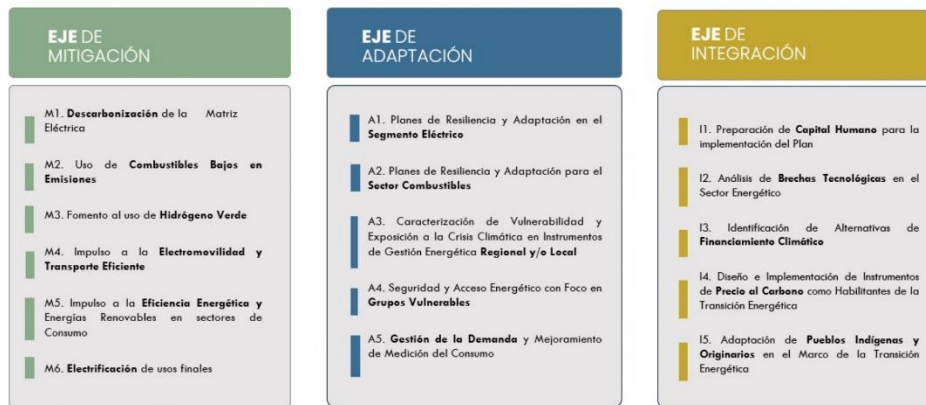 EJE DE
MITIGACIÓN
M1. Descarbonización de la Matriz
Eléctrica
M2. Uso de Combustibles Bajos en
Emisiones
M3. Fomento al uso de Hidrógeno Verde
M4. Impulso a la Electromovilidad y
Transporte Eficiente
M5. Impulso a la Eficiencia Energética y
Energías Renovables en sectores de
Consumo
M6. Electrificación de usos finales
EJE DE
ADAPTACIÓN
A1. Planes de Resiliencia y Adaptación en el
Segmento Eléctrico
A2. Planes de Resiliencia y Adaptación para el
Sector Combustibles
A3. Caracterización de Vulnerabilidad y
Exposición a la Crisis Climática en Instrumentos
de Gestión Energética Regional y/o Local
A4. Seguridad y Acceso Energético con Foco en
Grupos Vulnerables
A5. Gestión de la Demanda y Mejoramiento
de Medición del Consumo
EJE DE
INTEGRACIÓN
I1. Preparación de Capital Humano para la
implementación del Plan
I2. Análisis de Brechas Tecnológicas en el
Sector Energético
I3. Identificación de Alternativas de
Financiamiento Climático
I4. Diseño e Implementación de Instrumentos
de Precio al Carbono como Habilitantes de la
Transición Energética
I5. Adaptación de Pueblos Indígenas y
Originarios en el Marco de la Transición
Energética